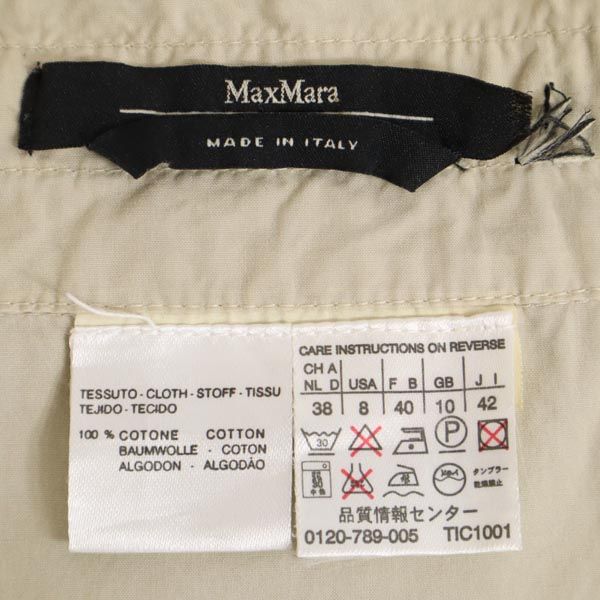 MaxMara
MADE IN ITALY
TESSUTO - CLOTH - STOFF - TISSU
TEJIDO - TECIDO
100 % COTONE COTTON
BAUMWOLLE - COTON
ALGODON - ALGODÃO
CARE INSTRUCTIONS ON REVERSE
CH A
NL D USA F B GB J I
38 8 40 10 42
30 P
中性 タンブラー
乾燥禁止
品質情報センター
0120-789-005 TIC1001